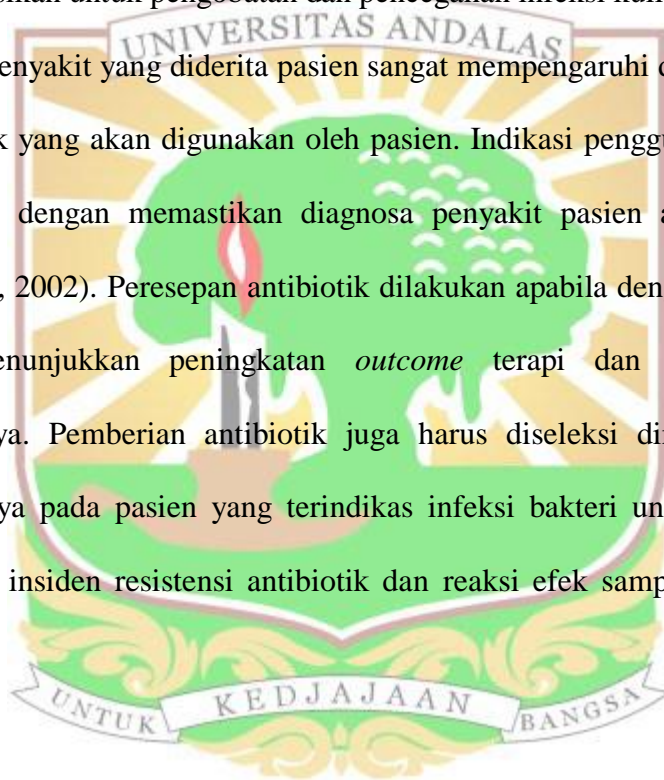 UNIVERSITAS ANDALAS
enyakit yang diderita pasien sangat mempengaruhi
k yang akan digunakan oleh pasien. Indikasi penggu
dengan memastikan diagnosa penyakit pasien a
, 2002). Peresepan antibiotik dilakukan apabila den
enunjukkan peningkatan outcome terapi dan
ya. Pemberian antibiotik juga harus diseleksi di
ya pada pasien yang terindikas infeksi bakteri un
insiden resistensi antibiotik dan reaksi efek samp
UNTUK KEDJAJAAN BANGSA